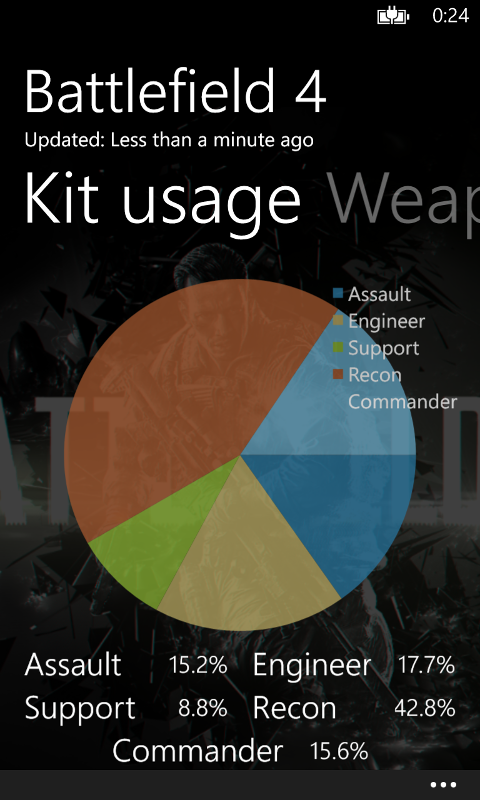 0:24
Battlefield 4
Updated: Less than a minute ago
Kit usage Weap
Assault
Engineer
Support
Recon
Commander
Assault 15.2% Engineer 17.7%
Support 8.8% Recon 42.8%
Commander 15.6%